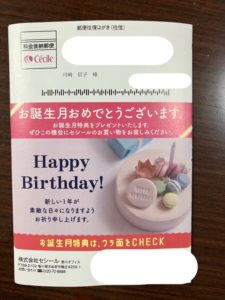 郵便往復はがき(往信)
料金後納郵便
Cécile
川崎 信子 様
お誕生月おめでとうございます。
お誕生月特典をプレゼントいたします。
ぜひこの機会にセシールのお買い物をお楽しみください。
Happy
Birthday!
新しい1年が
素敵な日々になりますよう
お祈り申し上げます。
お誕生月特典は、ウラ面をCHECK
株式会社セシール